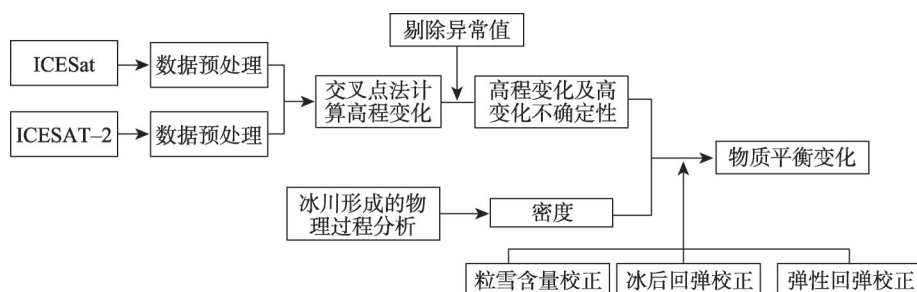 剔除异常值
ICESat
数据预处理
交叉点法计
算高程变化
高程变化及高
变化不确定性
ICESAT–2
数据预处理
物质平衡变化
冰川形成的物
理过程分析
密度
粒雪含量校正
冰后回弹校正
弹性回弹校正